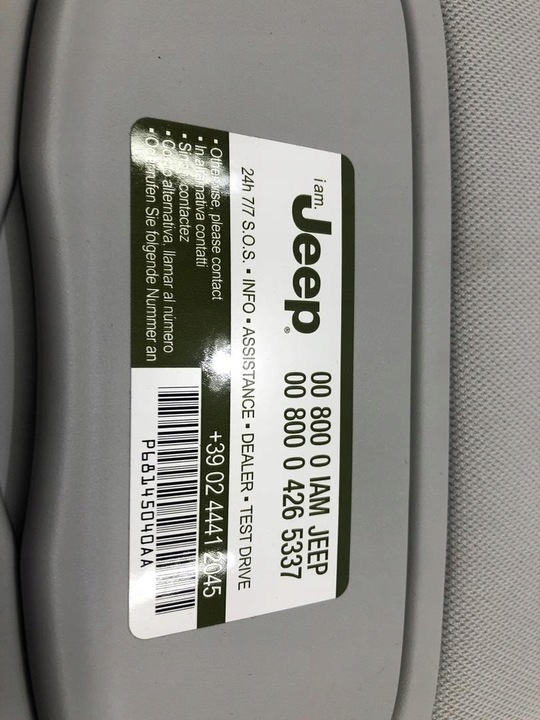 i am.
Jeep®
00 800 0 IAM JEEP
00 800 0 426 5337
24h 7/7 S.O.S. ▪ INFO ▪ ASSISTANCE ▪ DEALER ▪ TEST DRIVE
▪ Otherwise, please contact
▪ In alternativa contatti
contactez
alternativa, llamar al número
rufen Sie folgende Nummer an
+39 02 4441 2045
P68145040AA